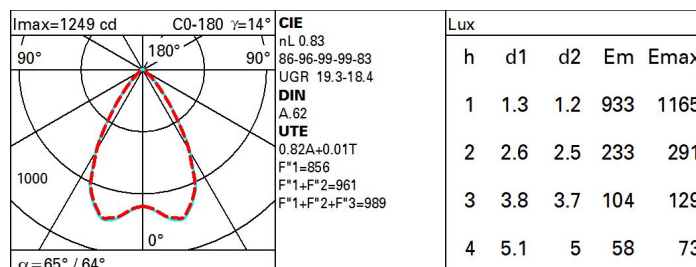 Imax=1249 cd C0-180 γ=14°
90° 180° 90°
1000
0°
α=65° / 64°
CIE
nL 0.83
86-96-99-99-83
UGR 19.3-18.4
DIN
A.62
UTE
0.82A+0.01T
F"1=856
F"1+F"2=961
F"1+F"2+F"3=989
Lux
h d1 d2 Em Emax
1 1.3 1.2 933 1165
2 2.6 2.5 233 291
3 3.8 3.7 104 129
4 5.1 5 58 73